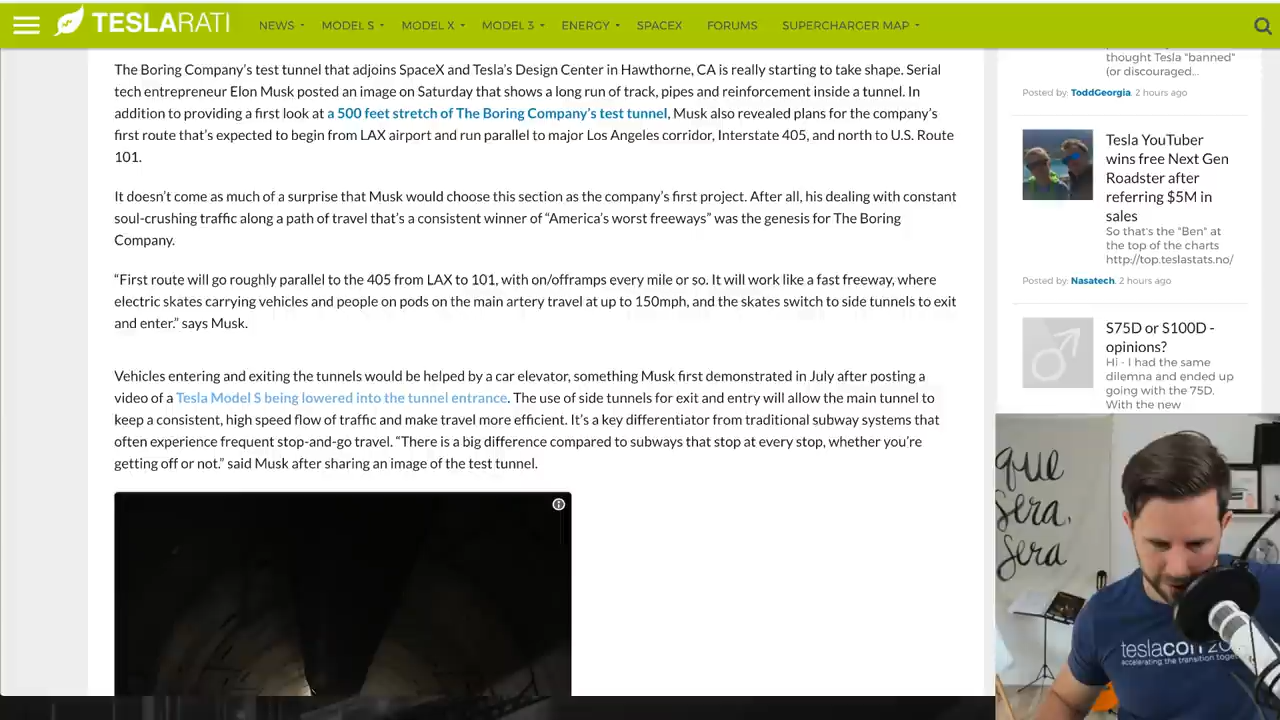 TESLARATI
NEWS
MODEL S
MODEL X
MODEL 3
ENERGY
SPACEX
FORUMS
SUPERCHARGER MAP
The Boring Company’s test tunnel that adjoins SpaceX and Tesla’s Design Center in Hawthorne, CA is really starting to take shape. Serial
tech entrepreneur Elon Musk posted an image on Saturday that shows a long run of track, pipes and reinforcement inside a tunnel. In
addition to providing a first look at a 500 feet stretch of The Boring Company’s test tunnel, Musk also revealed plans for the company’s
first route that’s expected to begin from LAX airport and run parallel to major Los Angeles corridor, Interstate 405, and north to U.S. Route
101.
It doesn’t come as much of a surprise that Musk would choose this section as the company’s first project. After all, his dealing with constant
soul-crushing traffic along a path of travel that’s a consistent winner of “America’s worst freeways” was the genesis for The Boring
Company.
“First route will go roughly parallel to the 405 from LAX to 101, with on/offramps every mile or so. It will work like a fast freeway, where
electric skates carrying vehicles and people on pods on the main artery travel at up to 150mph, and the skates switch to side tunnels to exit
and enter.” says Musk.
Vehicles entering and exiting the tunnels would be helped by a car elevator, something Musk first demonstrated in July after posting a
video of a Tesla Model S being lowered into the tunnel entrance. The use of side tunnels for exit and entry will allow the main tunnel to
keep a consistent, high speed flow of traffic and make travel more efficient. It’s a key differentiator from traditional subway systems that
often experience frequent stop-and-go travel. “There is a big difference compared to subways that stop at every stop, whether you’re
getting off or not.” said Musk after sharing an image of the test tunnel.
thought Tesla "banned"
(or discouraged...
Posted by: ToddGeorgia, 2 hours ago
Tesla YouTuber
wins free Next Gen
Roadster after
referring $5M in
sales
So that's the "Ben" at
the top of the charts
http://top.teslastats.no/
Posted by: Nasatech, 2 hours ago
S75D or S100D -
opinions?
Hi - I had the same
dilemma and ended up
going with the 75D.
With the new
que
sera,
sera
teslacon 20
accelerating the transition